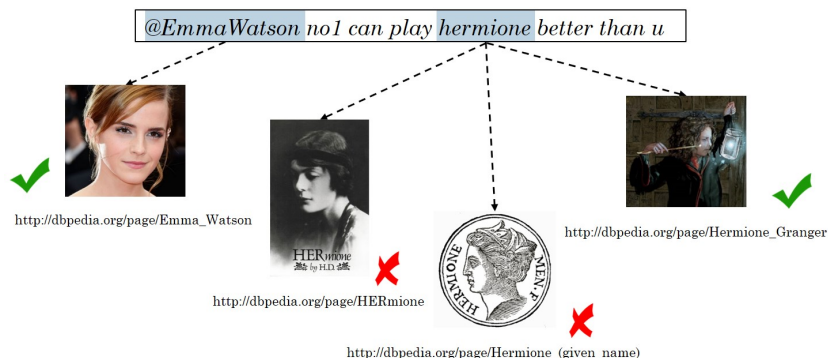 @EmmaWatson no1 can play hermione better than u
http://dbpedia.org/page/Emma_Watson
HERmione
by H.D.
http://dbpedia.org/page/HERmione
HERMIONE MEN.P
http://dbpedia.org/page/Hermione_Granger
http://dbpedia.org/page/Hermione_(given_name)